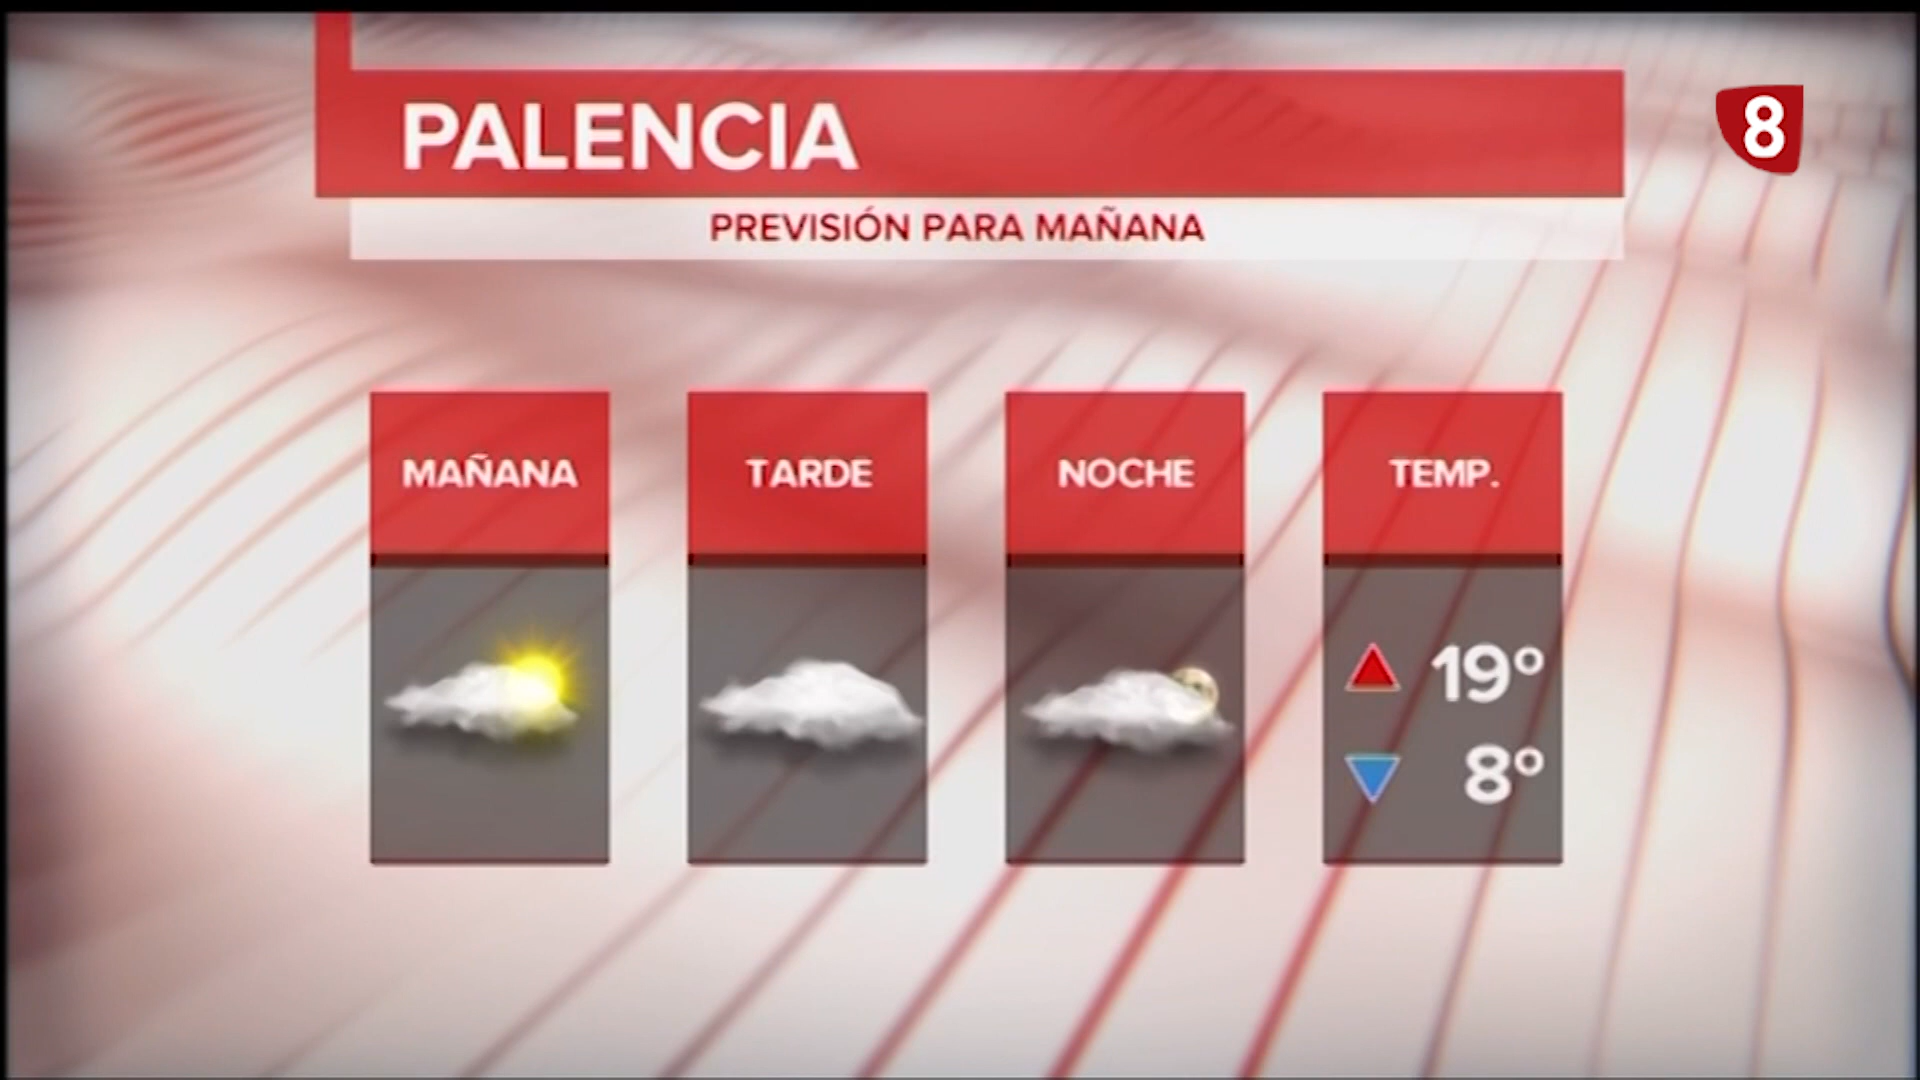 PALENCIA
8
PREVISIÓN PARA MAÑANA
MAÑANA
TARDE
NOCHE
TEMP.
19º
8º